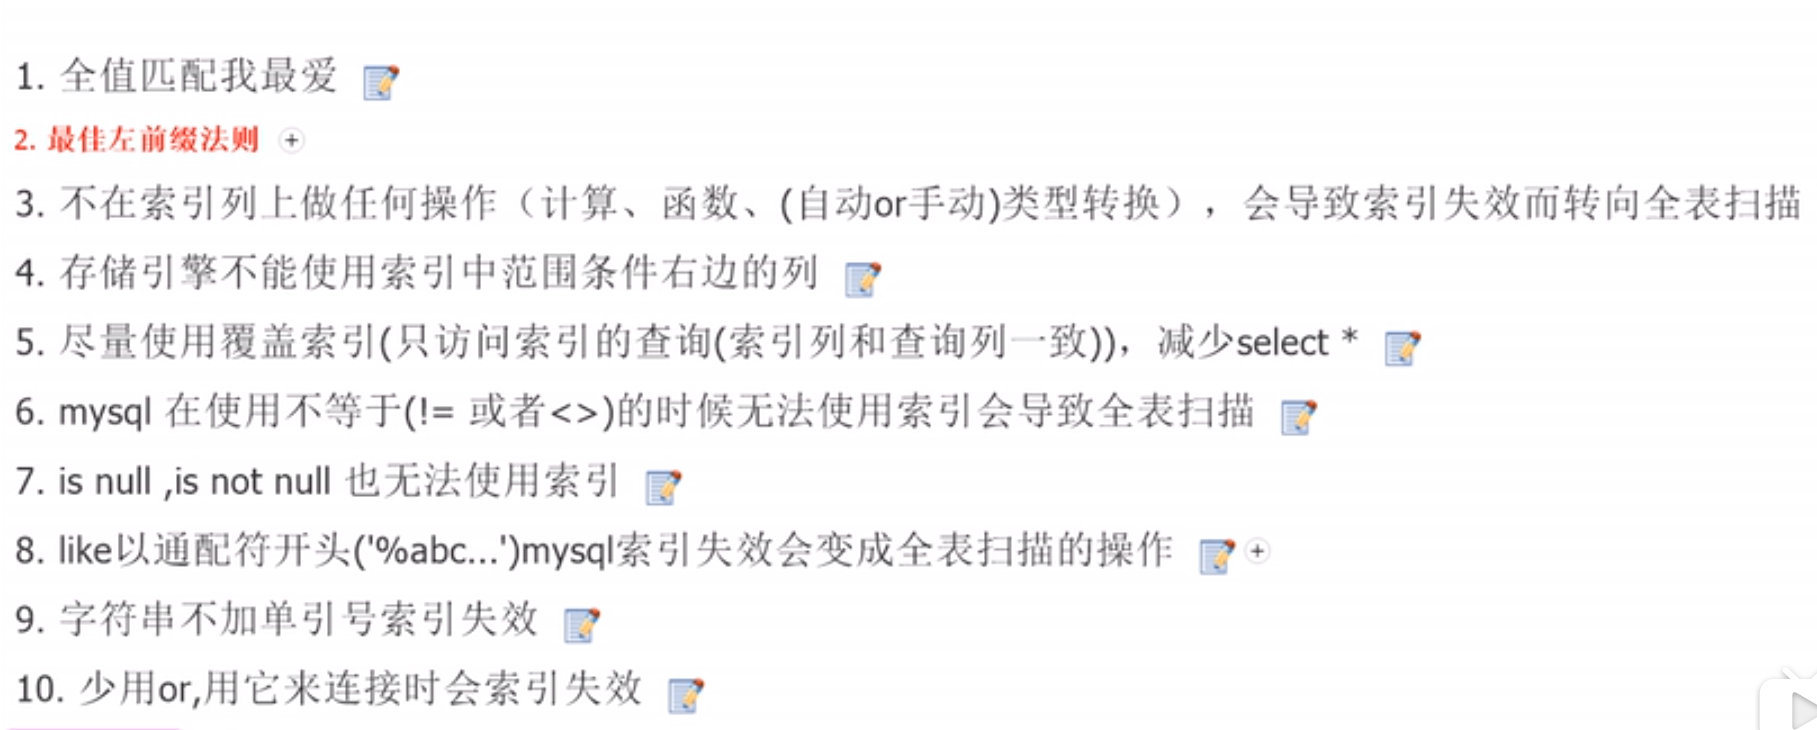 1. 全值匹配我最爱
2. 最佳左前缀法则
3. 不在索引列上做任何操作（计算、函数、(自动or手动)类型转换），会导致索引失效而转向全表扫描
4. 存储引擎不能使用索引中范围条件右边的列
5. 尽量使用覆盖索引(只访问索引的查询(索引列和查询列一致))，减少select *
6. mysql 在使用不等于(!= 或者<>)的时候无法使用索引会导致全表扫描
7. is null ,is not null 也无法使用索引
8. like以通配符开头('%abc...')mysql索引失效会变成全表扫描的操作
9. 字符串不加单引号索引失效
10. 少用or,用它来连接时会索引失效